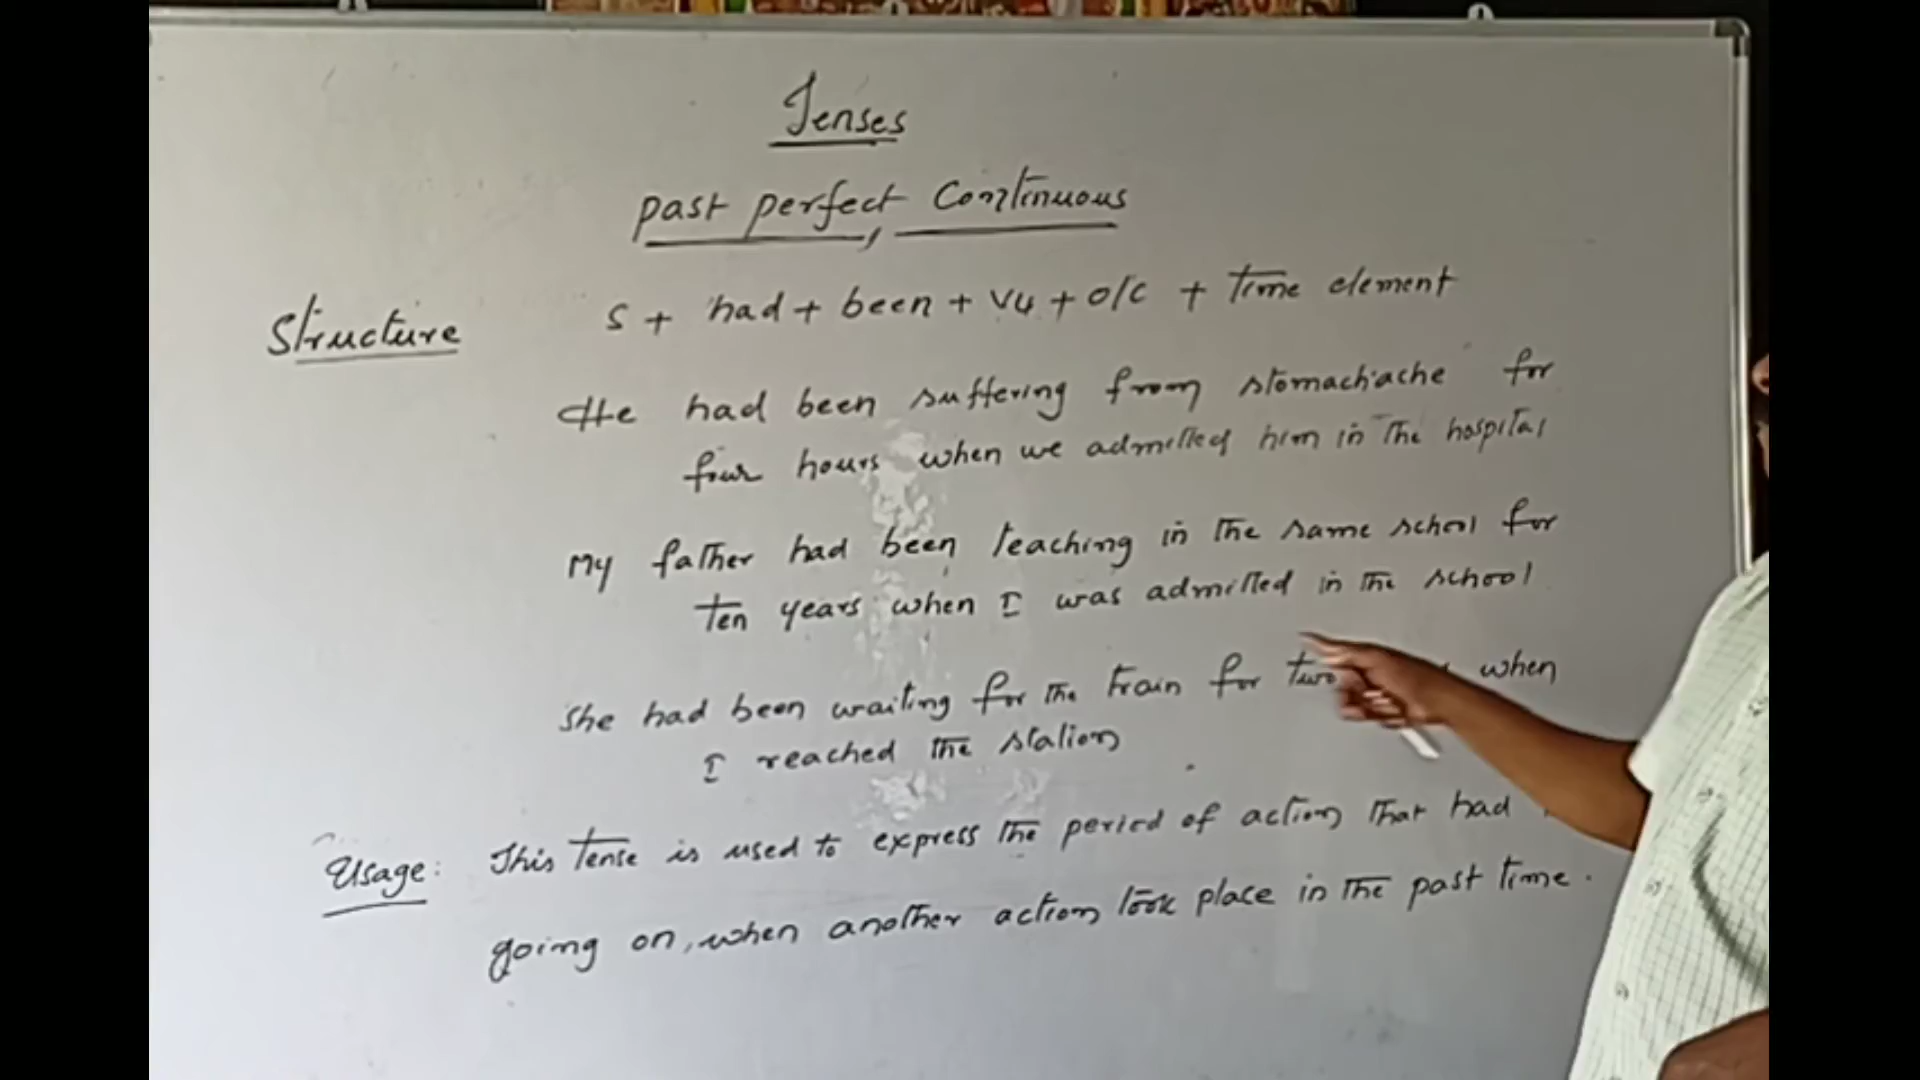 Tenses
past perfect Continuous
Structure S + had + been + V4 + O/C + Time element
He had been suffering from stomachache for
four hours when we admitted him in the hospital
My father had been teaching in the same school for
ten years when I was admitted in the school
She had been waiting for the train for two when
I reached the station
Usage: This tense is used to express the period of action that had
going on, when another action took place in the past time.